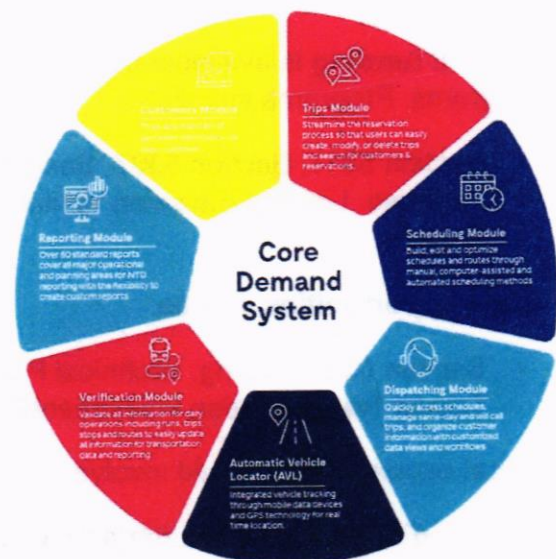 Customers Module
Trips Module
Streamline the reservation
process so that users can easily
create, modify, or delete trips
and search for customers &
reservations.
Scheduling Module
Build, edit and optimize
schedules and routes through
manual, computer-assisted and
automated scheduling methods
Dispatching Module
Quickly access schedules,
manage same-day and will call
trips, and organize customer
information with customized
data views and workflows.
Automatic Vehicle
Locator (AVL)
Integrated vehicle tracking
through mobile data devices
and GPS technology for real
time location.
Verification Module
Validate all information for daily
operations including runs, trips,
stops and routes to easily update
all information for transportation
data and reporting.
Reporting Module
Over 60 standard reports
cover all major operational
and planning areas for NTD
reporting with the flexibility to
create custom reports
Core
Demand
System